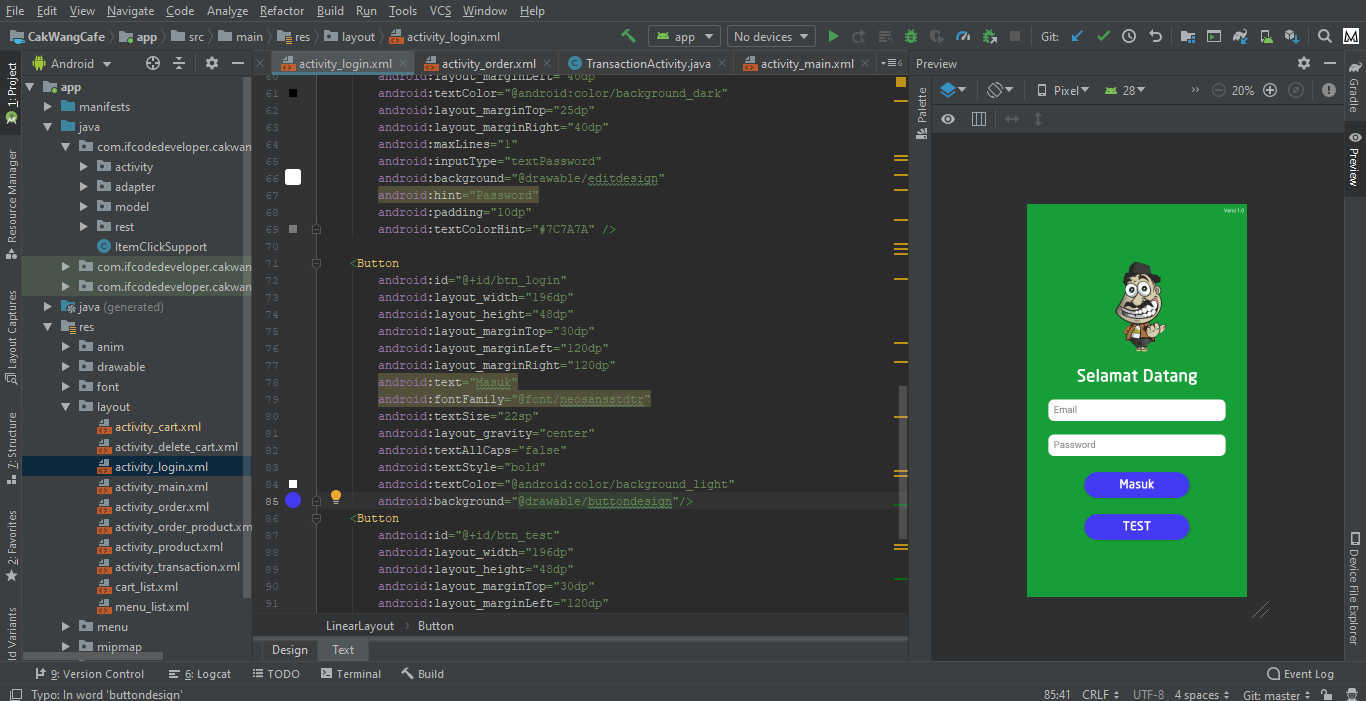 File Edit View Navigate Code Analyze Refactor Build Run Tools VCS Window Help
CakWangCafe app src main res layout activity_login.xml app No devices Git:
1: Project
Resource Manager
Layout Captures
7: Structure
2: Favorites
ld Variants
Android
app
manifests
java
com.ifcodedeveloper.cakwan
activity
adapter
model
rest
ItemClickSupport
com.ifcodedeveloper.cakwan
com.ifcodedeveloper.cakwan
java (generated)
res
anim
drawable
font
layout
activity_cart.xml
activity_delete_cart.xml
activity_login.xml
activity_main.xml
activity_order.xml
activity_order_product.xm
activity_product.xml
activity_transaction.xml
cart_list.xml
menu_list.xml
menu
mipmap
activity_login.xml activity_order.xml TransactionActivity.java activity_main.xml 6
60 android:layout_marginLeft="40dp"
61 android:textColor="@android:color/background_dark"
62 android:layout_marginTop="25dp"
63 android:layout_marginRight="40dp"
64 android:maxLines="1"
65 android:inputType="textPassword"
66 android:background="@drawable/editdesign"
67 android:hint="Password"
68 android:padding="10dp"
69 android:textColorHint="#7C7A7A" />
70
71 <Button
72 android:id="@+id/btn_login"
73 android:layout_width="196dp"
74 android:layout_height="48dp"
75 android:layout_marginTop="30dp"
76 android:layout_marginLeft="120dp"
77 android:layout_marginRight="120dp"
78 android:text="Masuk"
79 android:fontFamily="@font/neosansstdtr"
80 android:textSize="22sp"
81 android:layout_gravity="center"
82 android:textAllCaps="false"
83 android:textStyle="bold"
84 android:textColor="@android:color/background_light"
85 android:background="@drawable/buttondesign"/>
86 <Button
87 android:id="@+id/btn_test"
88 android:layout_width="196dp"
89 android:layout_height="48dp"
90 android:layout_marginTop="30dp"
91 android:layout_marginLeft="120dp"
LinearLayout › Button
Design Text
Preview
Palette
Pixel 28 » 20%
Versi 1.0
Selamat Datang
Email
Password
Masuk
TEST
Gradle
Preview
Device File Explorer
9: Version Control 6: Logcat TODO Terminal Build Event Log
Typo: In word 'buttondesign' 85:41 CRLF UTF-8 4 spaces Git: master